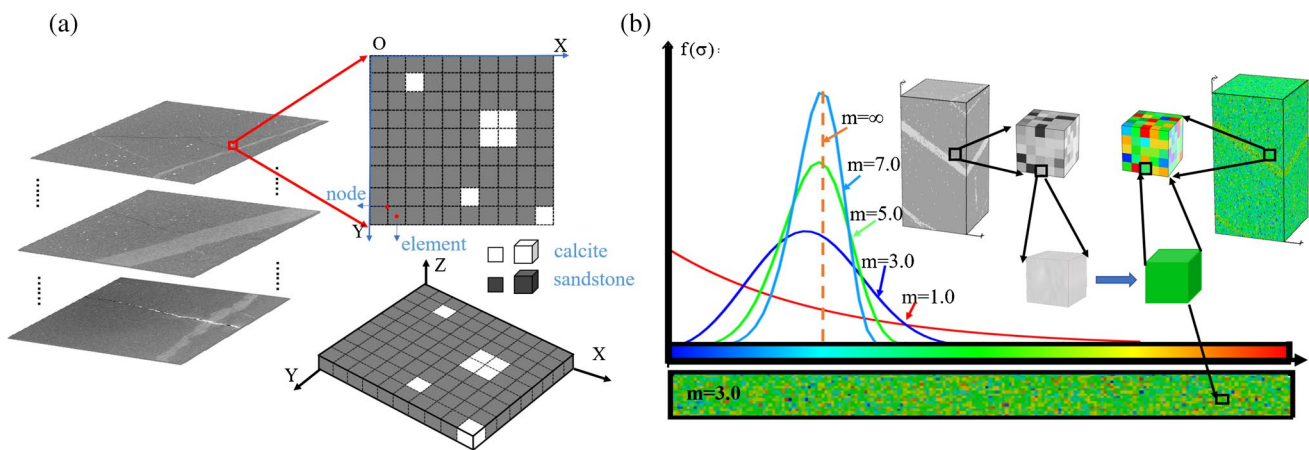 (a)
O
X
node
Y
element
calcite
sandstone
Z
X
Y
(b)
f(σ):
m=∞
m=7.0
m=5.0
m=3.0
m=1.0
m=3.0